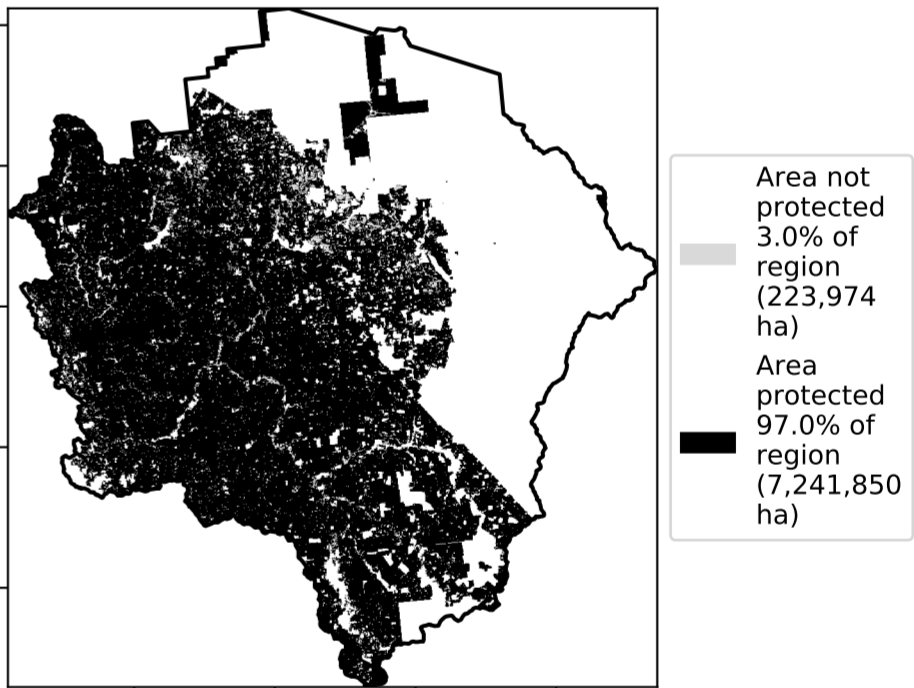 Area not
protected
3.0% of
region
(223,974
ha)
Area
protected
97.0% of
region
(7,241,850
ha)